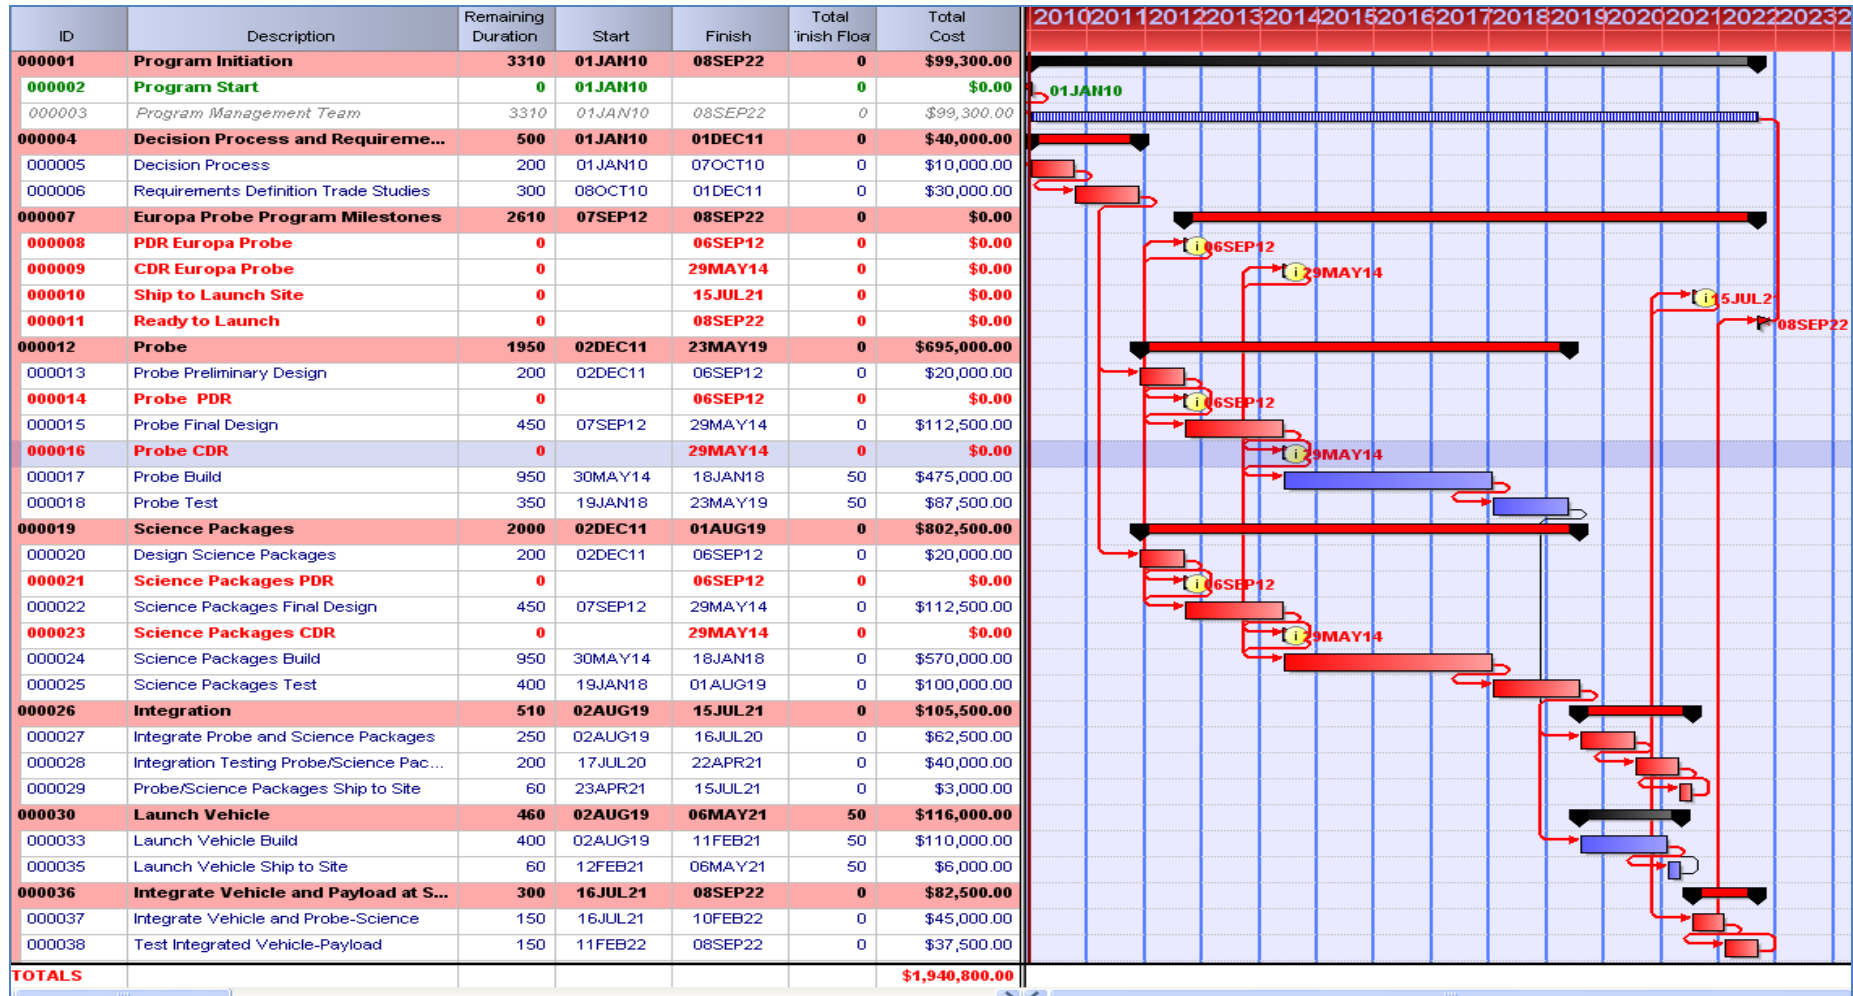 ID Description Remaining Duration Start Finish Total Finish Float Total Cost 2010 2011 2012 2013 2014 2015 2016 2017 2018 2019 2020 2021 2022 2023 2
000001 Program Initiation 3310 01JAN10 08SEP22 0 $99,300.00
000002 Program Start 0 01JAN10 0 $0.00 01JAN10
000003 Program Management Team 3310 01JAN10 08SEP22 0 $99,300.00
000004 Decision Process and Requireme... 500 01JAN10 01DEC11 0 $40,000.00
000005 Decision Process 200 01JAN10 07OCT10 0 $10,000.00
000006 Requirements Definition Trade Studies 300 08OCT10 01DEC11 0 $30,000.00
000007 Europa Probe Program Milestones 2610 07SEP12 08SEP22 0 $0.00
000008 PDR Europa Probe 0 06SEP12 0 $0.00 i 06SEP12
000009 CDR Europa Probe 0 29MAY14 0 $0.00 i 29MAY14
000010 Ship to Launch Site 0 15JUL21 0 $0.00 i 15JUL21
000011 Ready to Launch 0 08SEP22 0 $0.00 08SEP22
000012 Probe 1950 02DEC11 23MAY19 0 $695,000.00
000013 Probe Preliminary Design 200 02DEC11 06SEP12 0 $20,000.00
000014 Probe PDR 0 06SEP12 0 $0.00 i 06SEP12
000015 Probe Final Design 450 07SEP12 29MAY14 0 $112,500.00
000016 Probe CDR 0 29MAY14 0 $0.00 i 29MAY14
000017 Probe Build 950 30MAY14 18JAN18 50 $475,000.00
000018 Probe Test 350 19JAN18 23MAY19 50 $87,500.00
000019 Science Packages 2000 02DEC11 01AUG19 0 $802,500.00
000020 Design Science Packages 200 02DEC11 06SEP12 0 $20,000.00
000021 Science Packages PDR 0 06SEP12 0 $0.00 i 06SEP12
000022 Science Packages Final Design 450 07SEP12 29MAY14 0 $112,500.00
000023 Science Packages CDR 0 29MAY14 0 $0.00 i 29MAY14
000024 Science Packages Build 950 30MAY14 18JAN18 0 $570,000.00
000025 Science Packages Test 400 19JAN18 01AUG19 0 $100,000.00
000026 Integration 510 02AUG19 15JUL21 0 $105,500.00
000027 Integrate Probe and Science Packages 250 02AUG19 16JUL20 0 $62,500.00
000028 Integration Testing Probe/Science Pac... 200 17JUL20 22APR21 0 $40,000.00
000029 Probe/Science Packages Ship to Site 60 23APR21 15JUL21 0 $3,000.00
000030 Launch Vehicle 460 02AUG19 06MAY21 50 $116,000.00
000033 Launch Vehicle Build 400 02AUG19 11FEB21 50 $110,000.00
000035 Launch Vehicle Ship to Site 60 12FEB21 06MAY21 50 $6,000.00
000036 Integrate Vehicle and Payload at S... 300 16JUL21 08SEP22 0 $82,500.00
000037 Integrate Vehicle and Probe-Science 150 16JUL21 10FEB22 0 $45,000.00
000038 Test Integrated Vehicle-Payload 150 11FEB22 08SEP22 0 $37,500.00
TOTALS $1,940,800.00